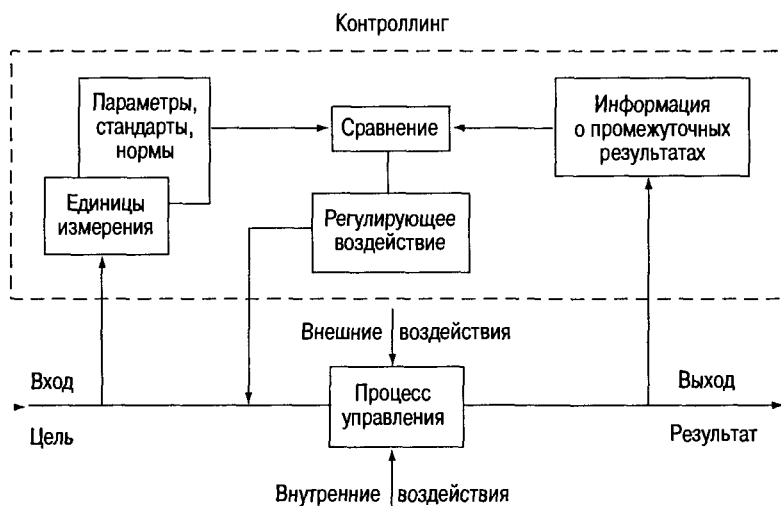 Контроллинг
Параметры,
стандарты,
нормы
Единицы
измерения
Сравнение
Регулирующее
воздействие
Информация
о промежуточных
результатах
Внешние воздействия
Вход
Цель
Процесс
управления
Выход
Результат
Внутренние воздействия